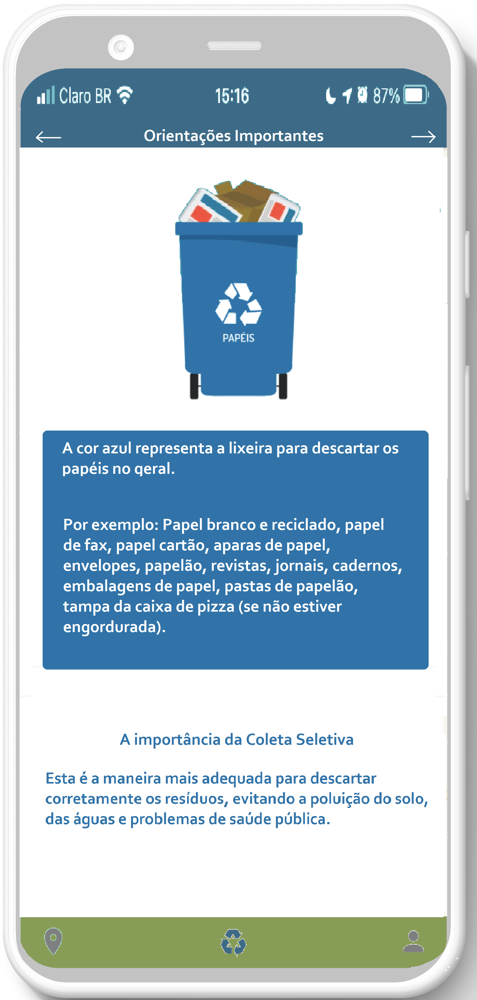 Claro BR 15:16 87%
Orientações Importantes
PAPÉIS
A cor azul representa a lixeira para descartar os
papéis no geral.
Por exemplo: Papel branco e reciclado, papel
de fax, papel cartão, aparas de papel,
envelopes, papelão, revistas, jornais, cadernos,
embalagens de papel, pastas de papelão,
tampa da caixa de pizza (se não estiver
engordurada).
A importância da Coleta Seletiva
Esta é a maneira mais adequada para descartar
corretamente os resíduos, evitando a poluição do solo,
das águas e problemas de saúde pública.